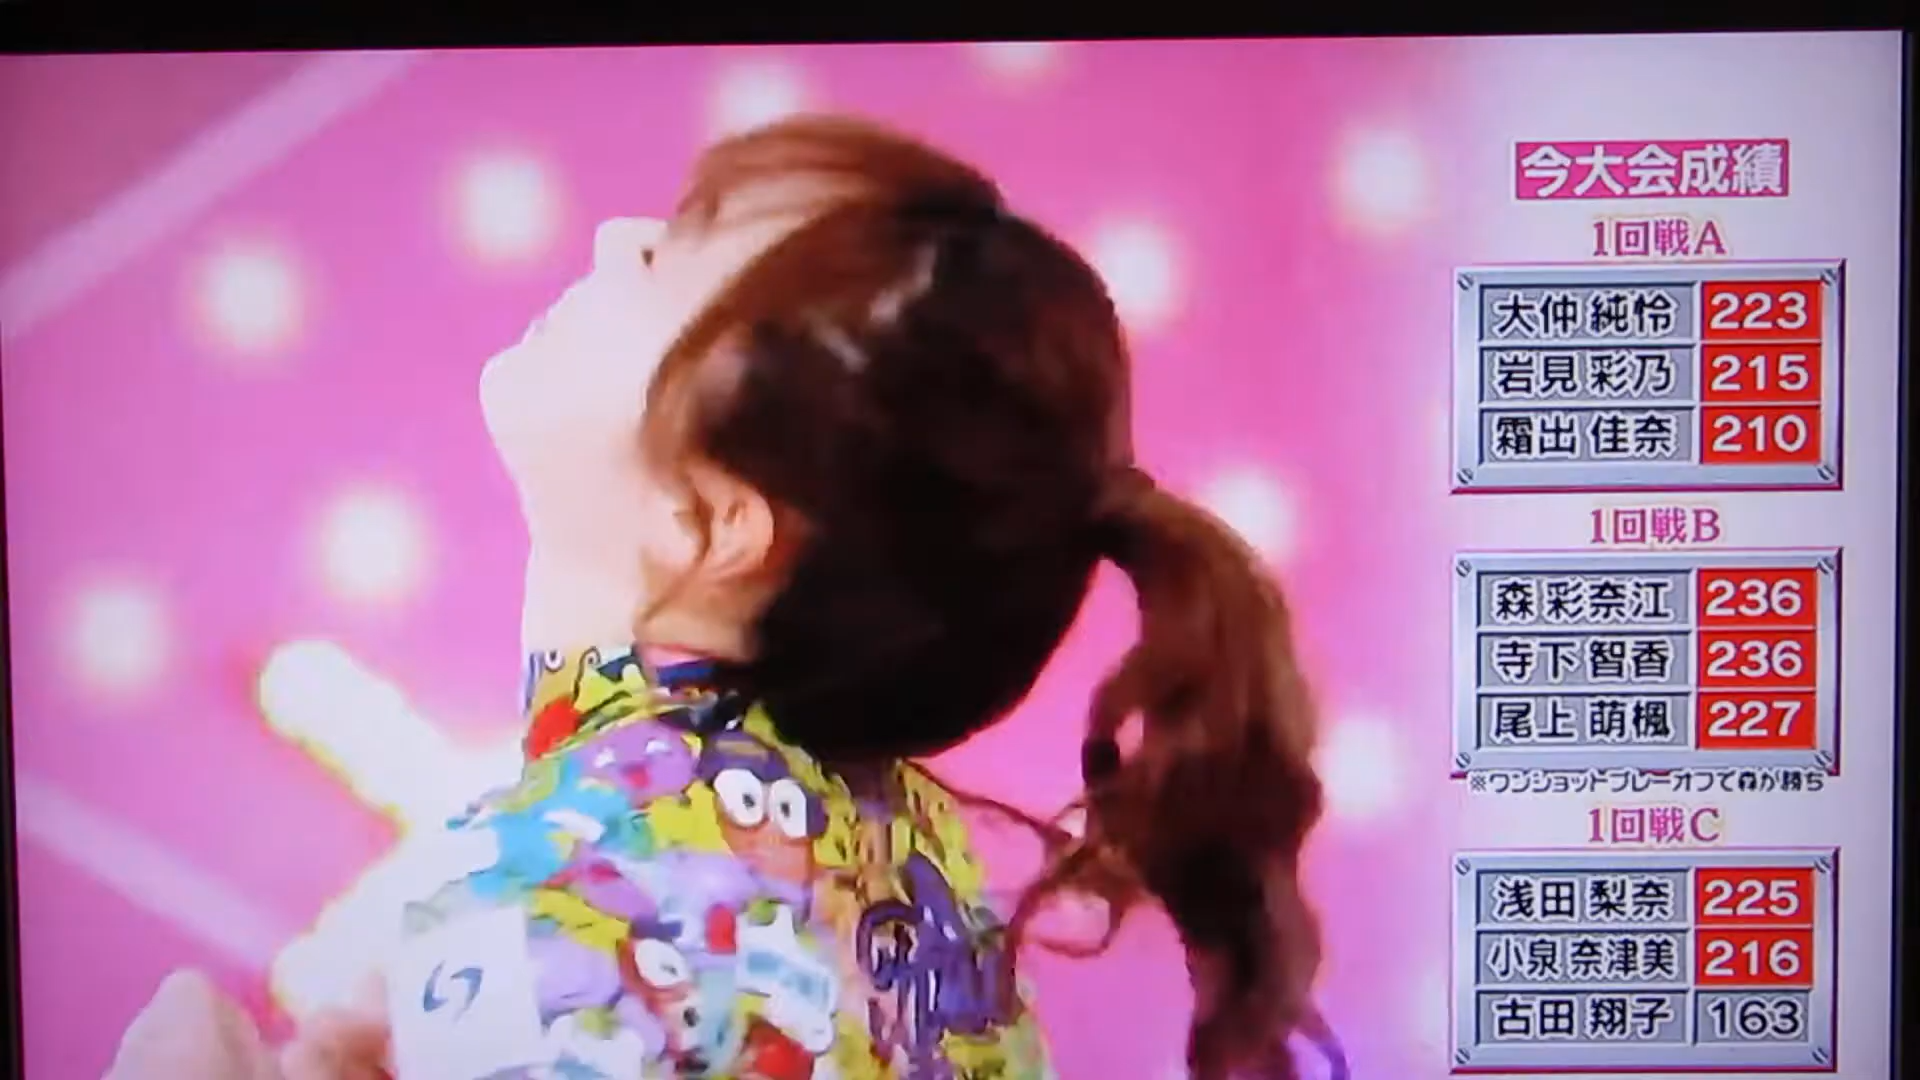 今大会成績
1回戦A
大仲 純怜 223
岩見 彩乃 215
霜出 佳奈 210
1回戦B
森 彩奈江 236
寺下 智香 236
尾上 萌楓 227
※ワンショットプレーオフで森が勝ち
1回戦C
浅田 梨奈 225
小泉 奈津美 216
古田 翔子 163